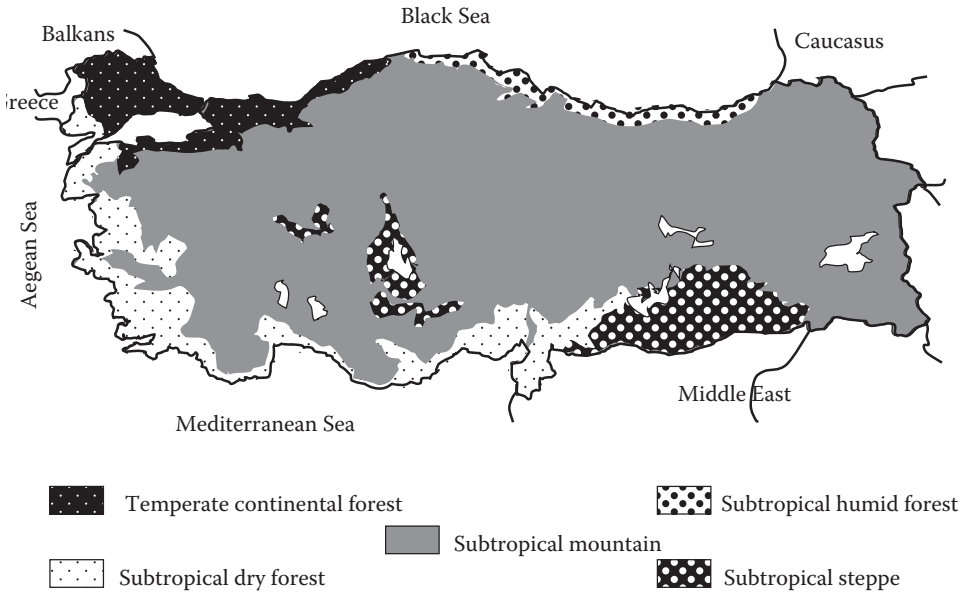 Black Sea
Balkans
Caucasus
Greece
Aegean Sea
Middle East
Mediterranean Sea
Temperate continental forest
Subtropical humid forest
Subtropical mountain
Subtropical dry forest
Subtropical steppe